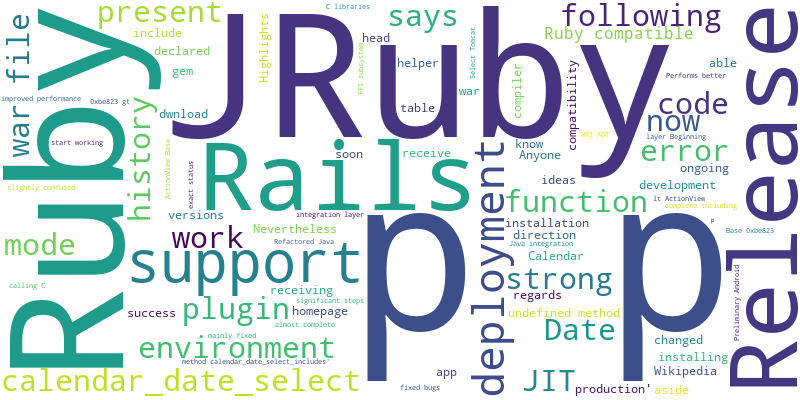 JRuby
Ruby
Release
Rails
p p
support
present
says
following
Ruby compatible
C libraries
include
declared
gem
Highlights
FFI subsystem
head
helper
Select Tomcat
war file
war
compiler
compatibility
able
Performs better
improved performance
0xbe823 gt
dwnload
table
code
now
MRI AOT
layer Beginning
start working
history
ActionView Base
exact status
soon
receive
know
Anyone
error
ongoing
slightly confused
ideas
development
complete including
versions
integration layer
function
lt ActionView
mode
work
Nevertheless
Refactored Java
deployment
installation
direction
p
Base 0xbe823
Java integration
Calendar
calling C
receiving
strong
regards
Preliminary Android
plugin
significant steps
homepage
success
almost complete
undefined method
Date
changed
mainly fixed
environment
installing
method calendar_date_select_includes'
Wikipedia
calendar_date_select
app
fixed bugs
JIT
production'
aside